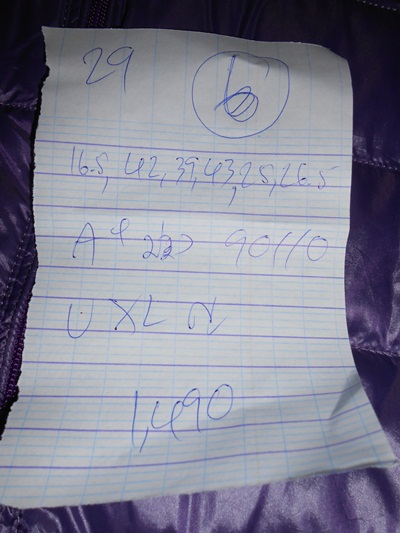 29 6
16.5, 42, 39, 43, 25, 26.5
A 90110
U XL N
1,490